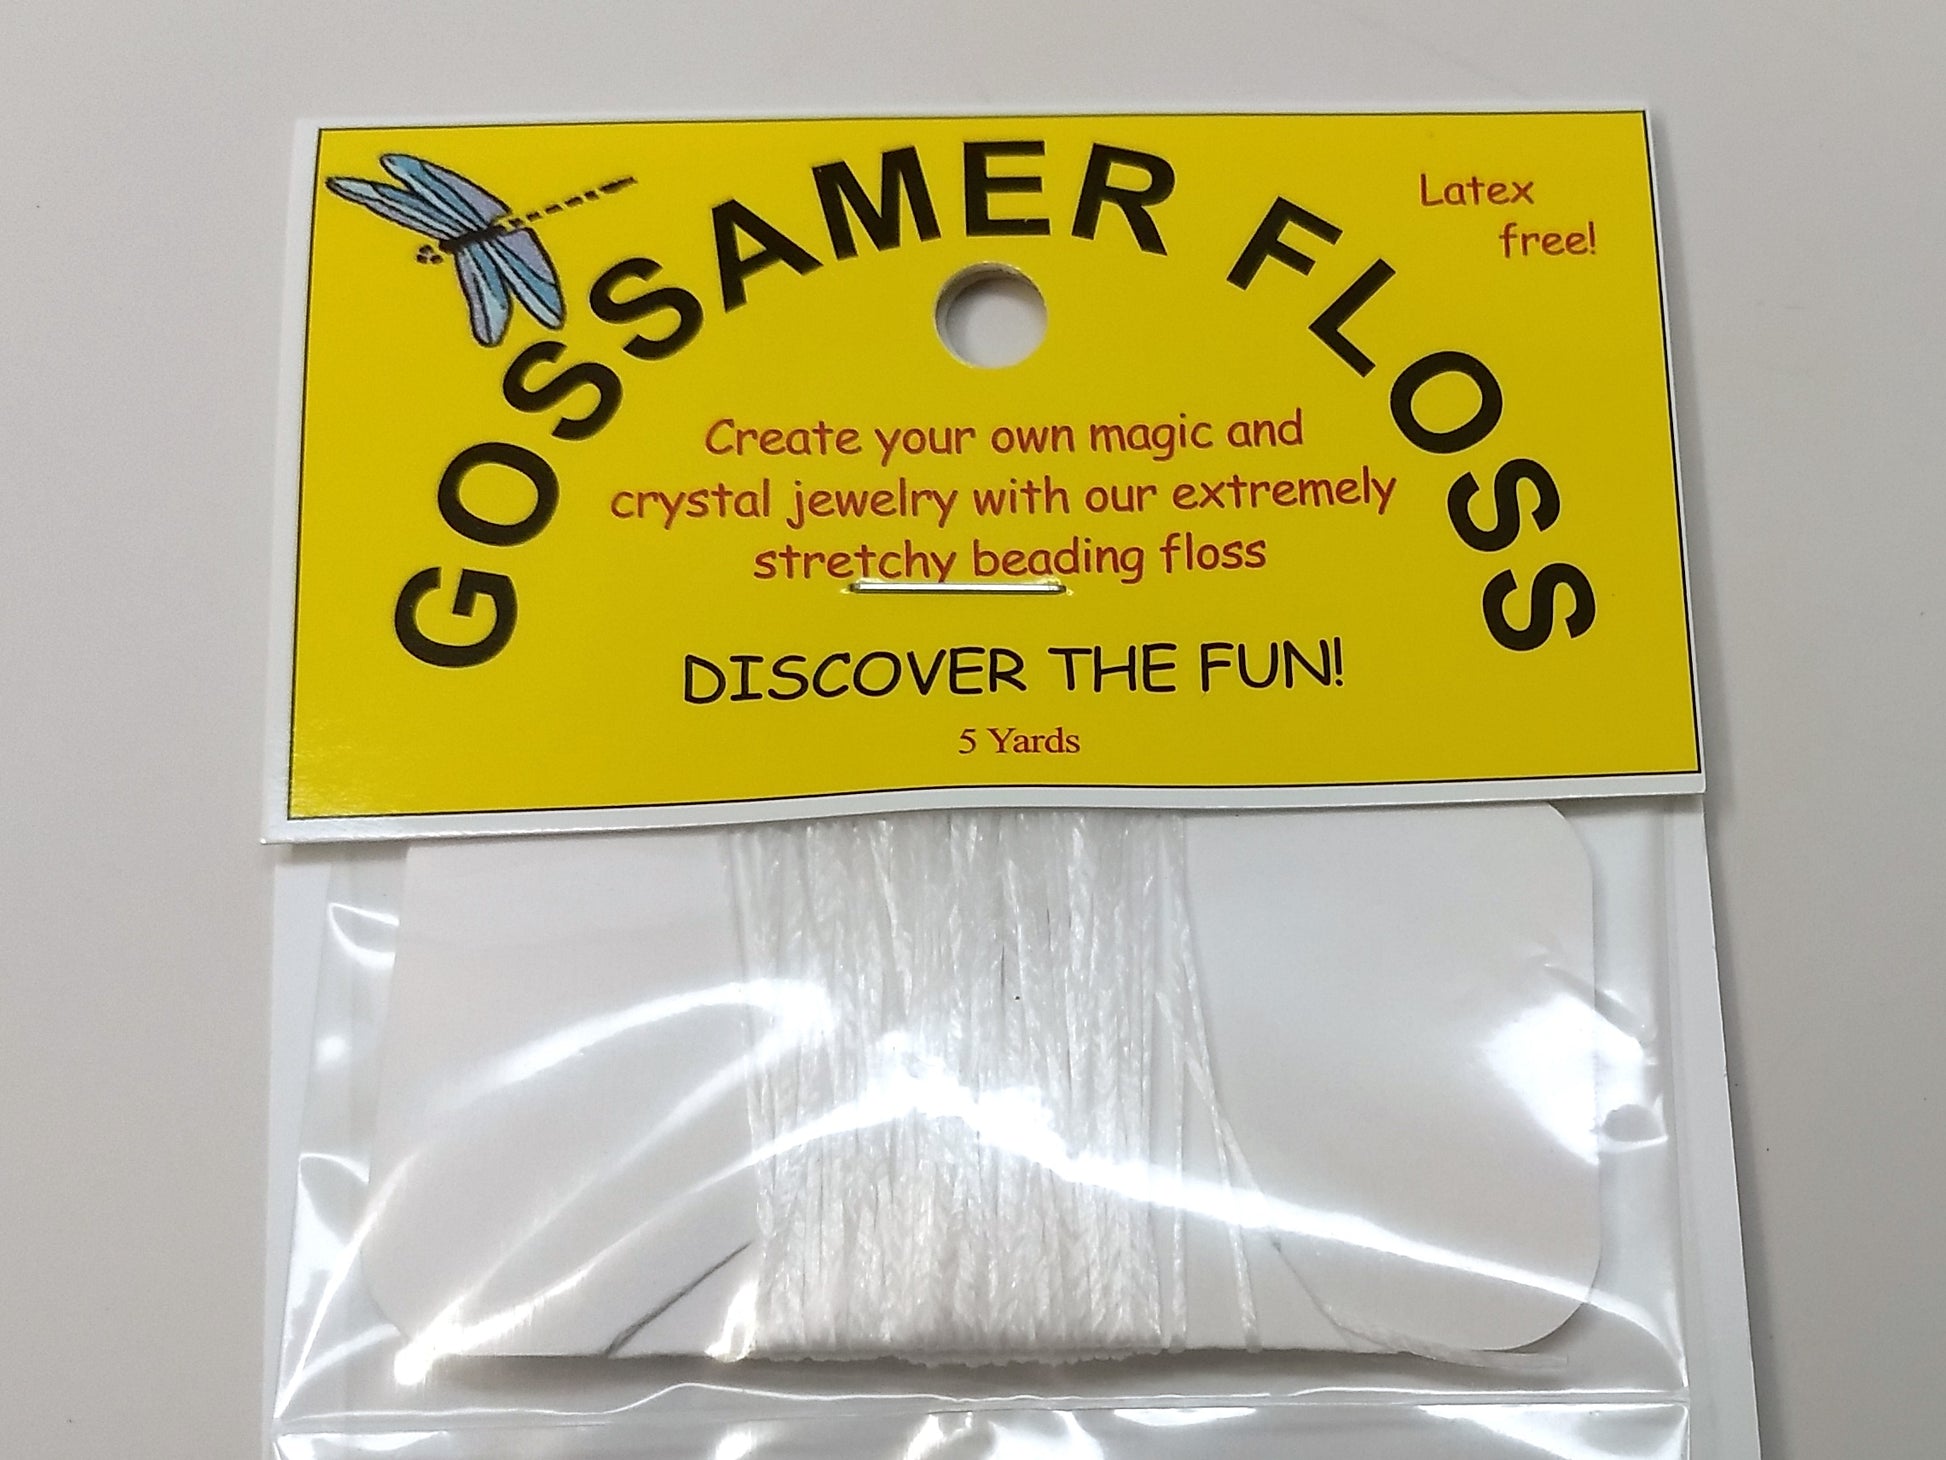 GOSSAMER FLOSS
Latex
free!
Create your own magic and
crystal jewelry with our extremely
stretchy beading floss
DISCOVER THE FUN!
5 Yards